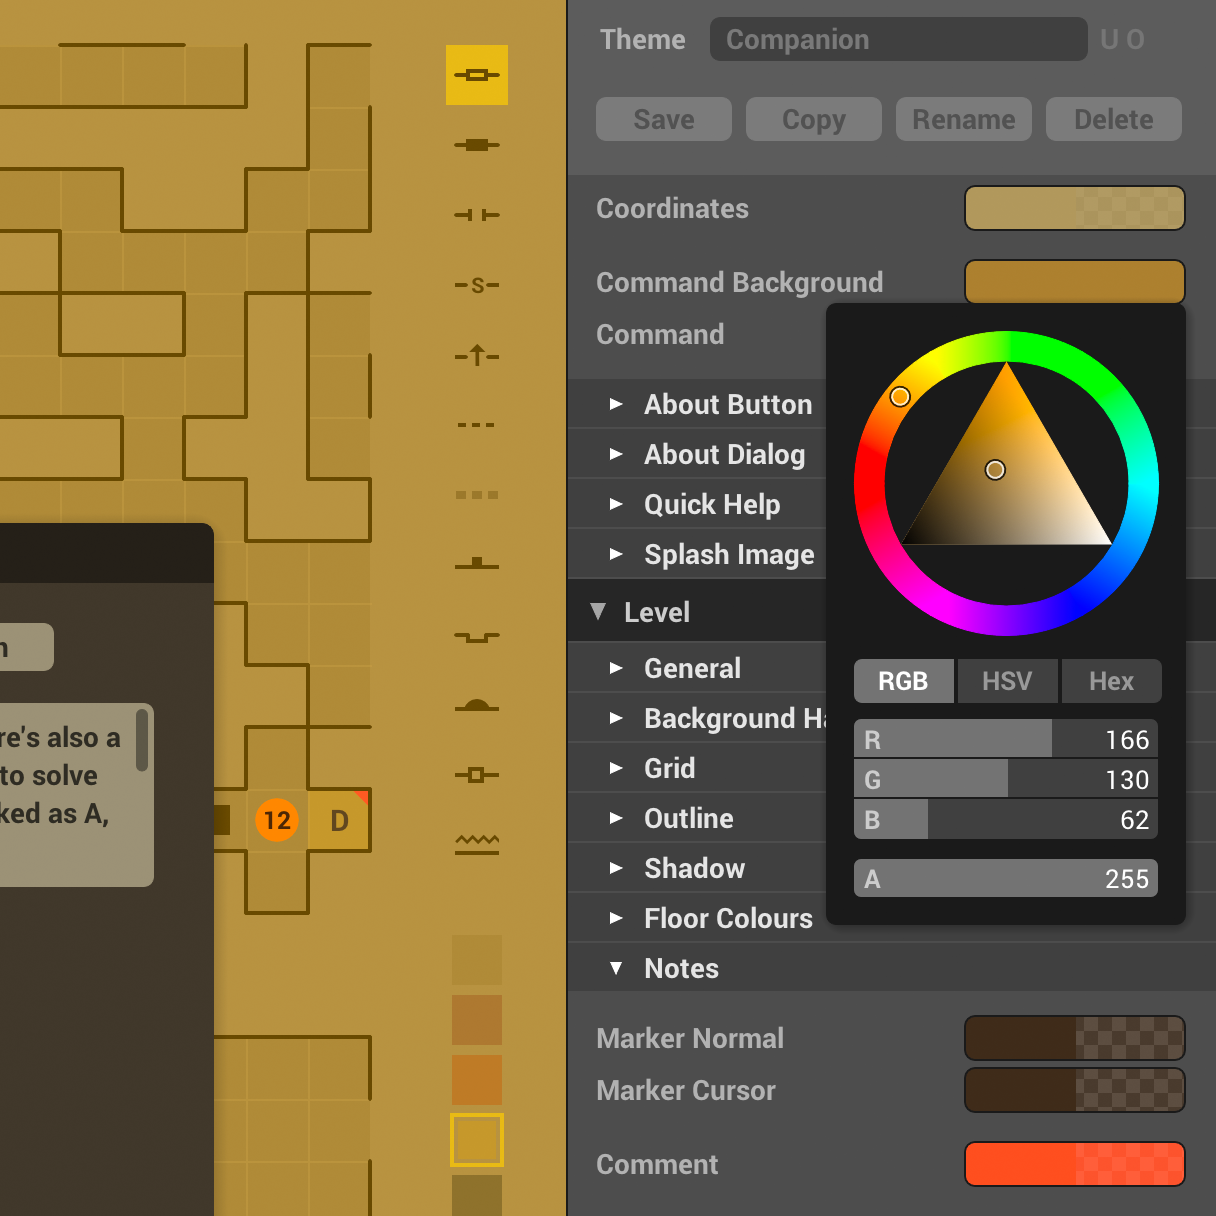 Theme Companion U O
Save Copy Rename Delete
Coordinates
Command Background
Command
About Button
About Dialog
Quick Help
Splash Image
Level
General
Background Ha
Grid
Outline
Shadow
Floor Colours
Notes
Marker Normal
Marker Cursor
Comment
RGB HSV Hex
R 166
G 130
B 62
A 255
S
n
re's also a
to solve
ked as A,
12 D